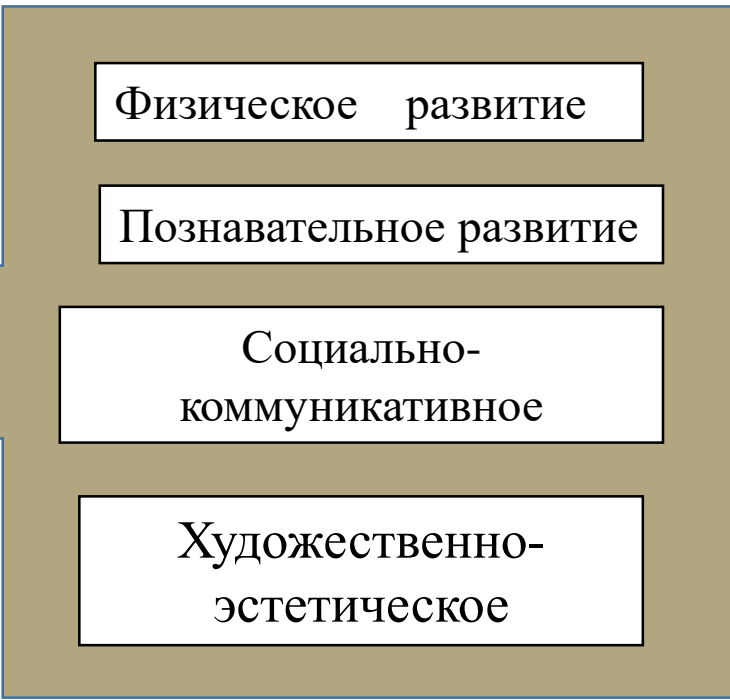 Физическое развитие
Познавательное развитие
Социально-
коммуникативное
Художественно-
эстетическое